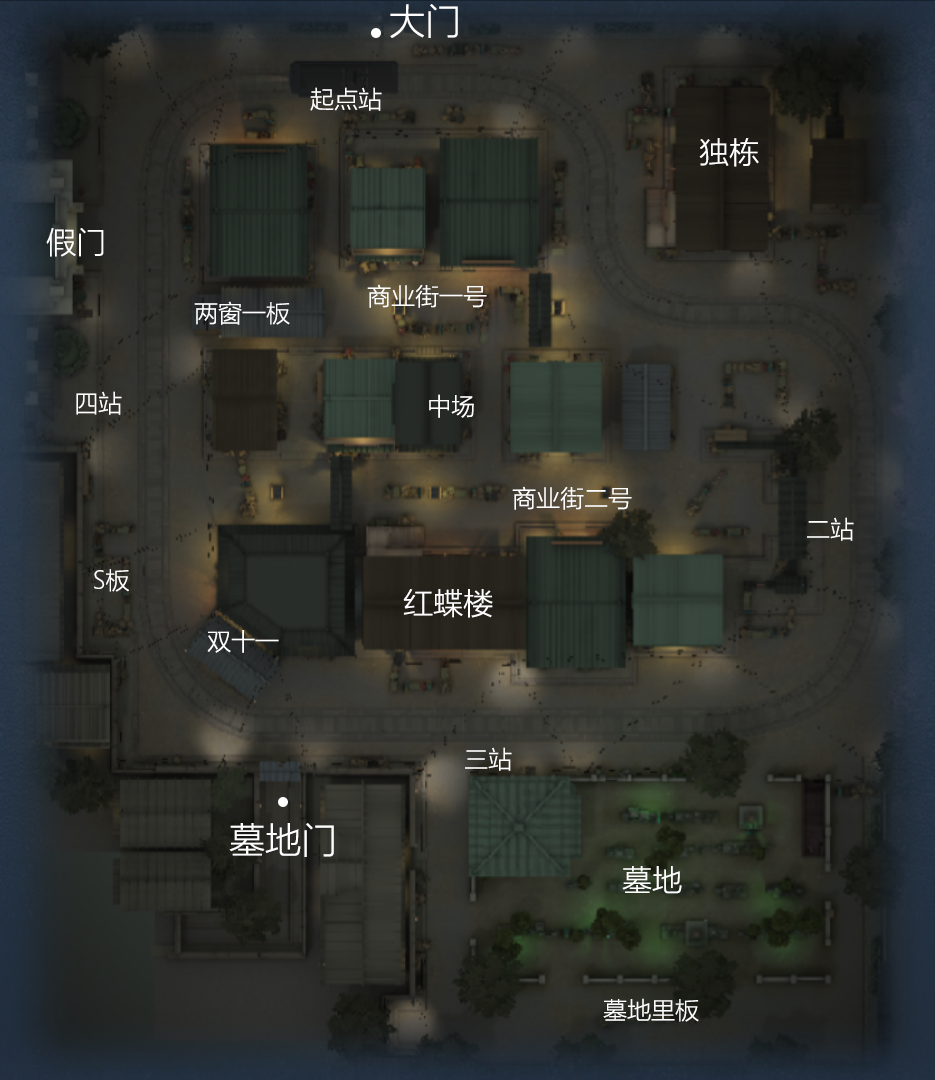 大门
起点站
独栋
假门
商业街一号
两窗一板
四站
中场
商业街二号
二站
S板
红蝶楼
双十一
三站
墓地门
墓地
墓地里板